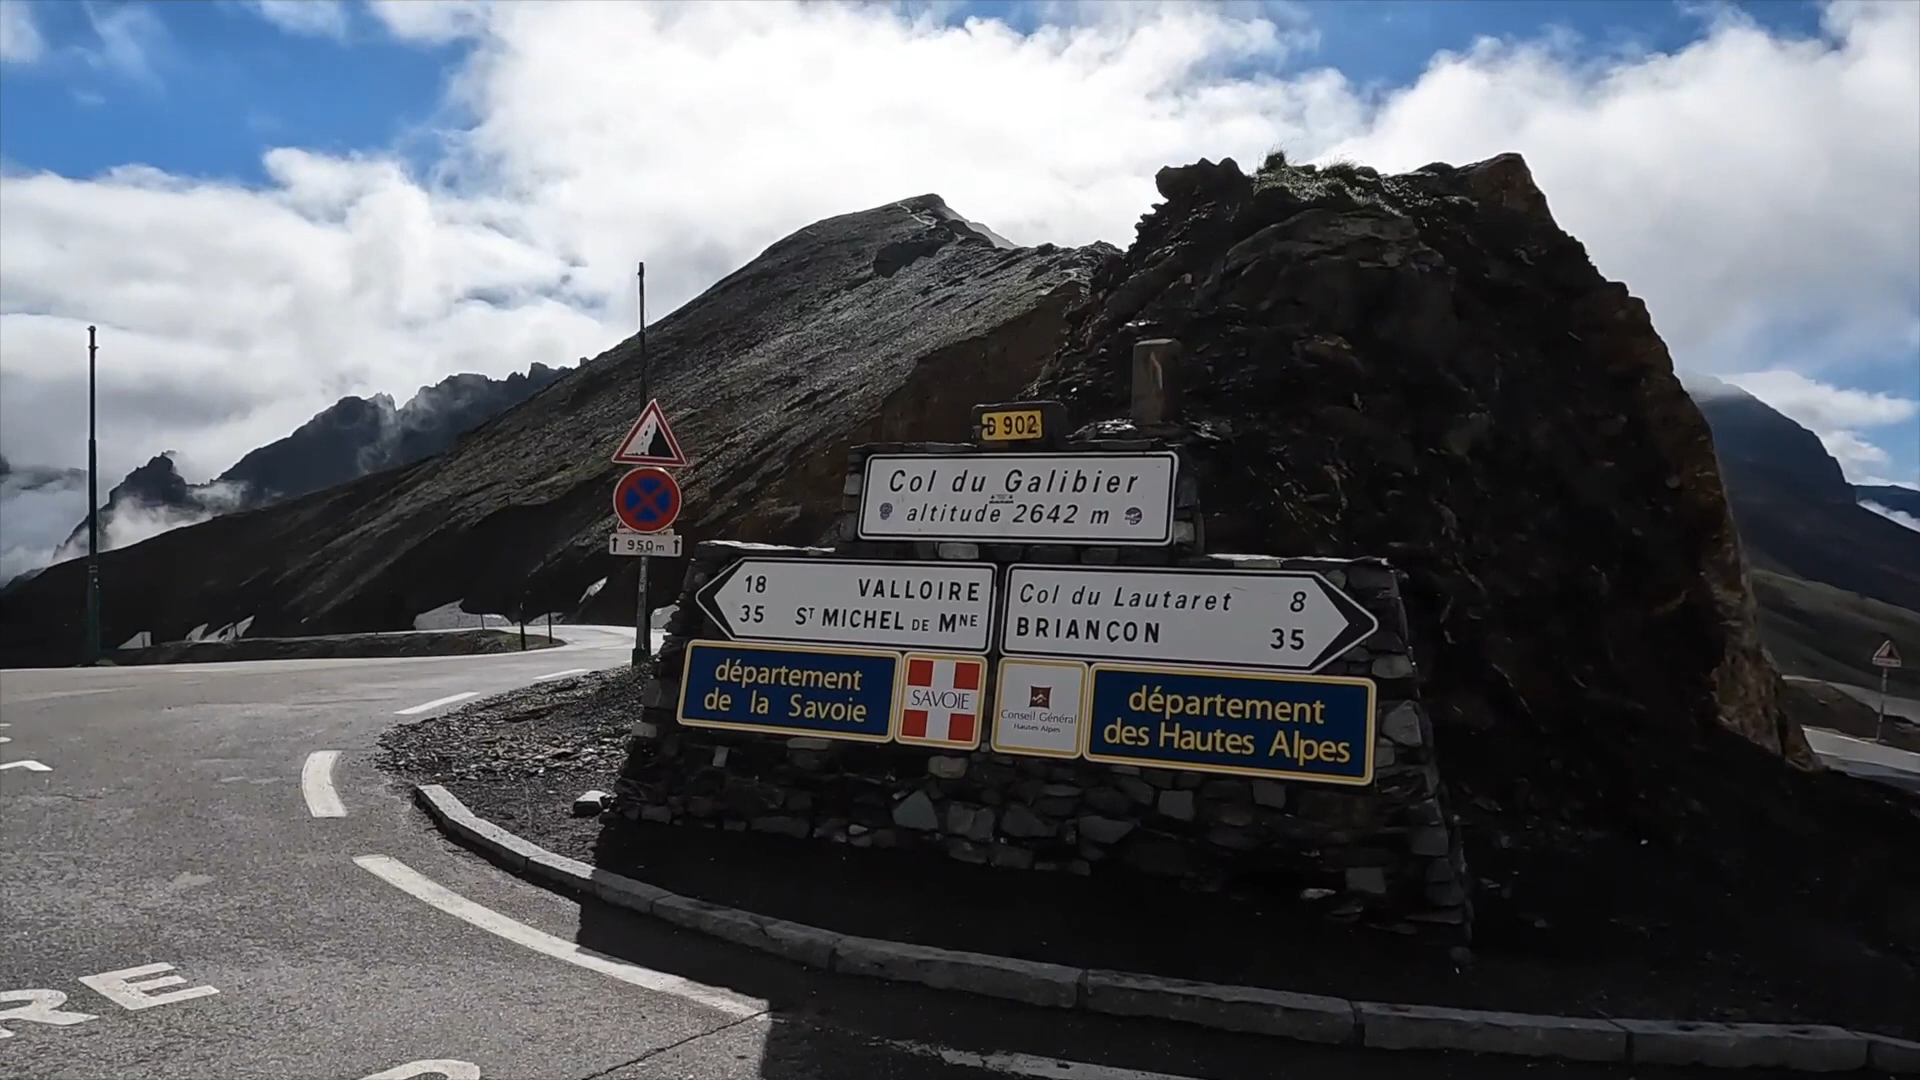 D 902
Col du Galibier
altitude 2642 m
950m
18 VALLOIRE
35 ST MICHEL DE MNE
Col du Lautaret 8
BRIANÇON 35
département
de la Savoie
SAVOIE
Conseil Général
Hautes Alpes
département
des Hautes Alpes
RE